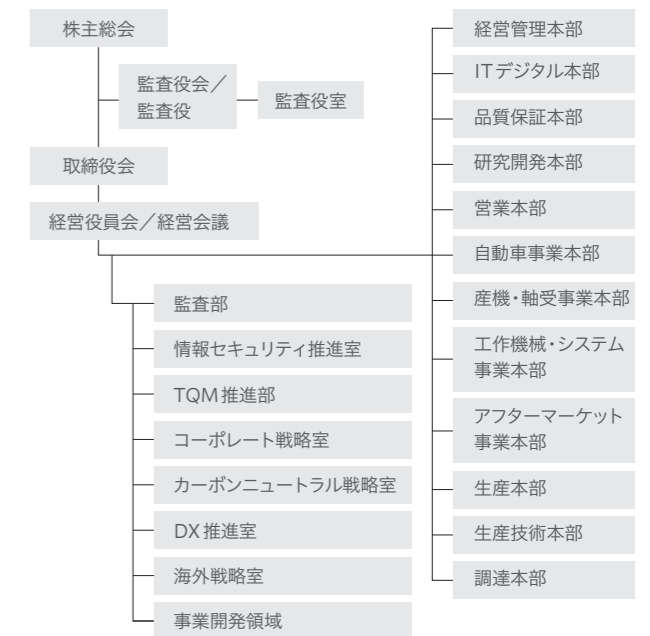 株主総会
監査役会／
監査役
監査役室
取締役会
経営役員会／経営会議
監査部
情報セキュリティ推進室
TQM推進部
コーポレート戦略室
カーボンニュートラル戦略室
DX推進室
海外戦略室
事業開発領域
経営管理本部
ITデジタル本部
品質保証本部
研究開発本部
営業本部
自動車事業本部
産機・軸受事業本部
工作機械・システム
事業本部
アフターマーケット
事業本部
生産本部
生産技術本部
調達本部